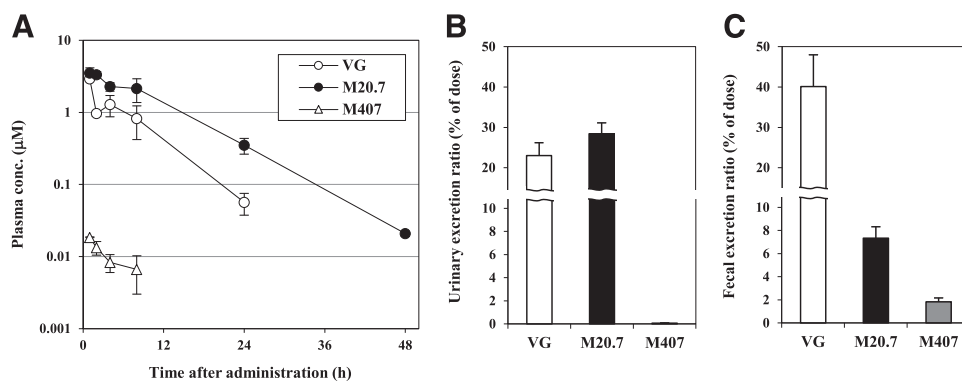 A
Plasma conc. (μM)
10
1
0.1
0.01
0.001
0
12
24
36
48
Time after administration (h)
VG
M20.7
M407
B
Urinary excretion ratio (% of dose)
50
40
30
20
10
8
6
4
2
0
VG
M20.7
M407
C
Fecal excretion ratio (% of dose)
50
40
30
20
10
8
6
4
2
0
VG
M20.7
M407